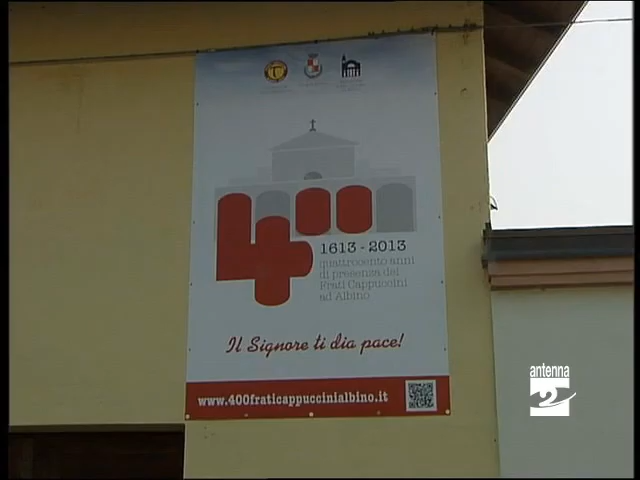 400
1613 - 2013
quattrocento anni
di presenza dei
Frati Cappuccini
ad Albino
Il Signore ti dia pace!
www.400fraticappuccinialbino.it
antenna
2